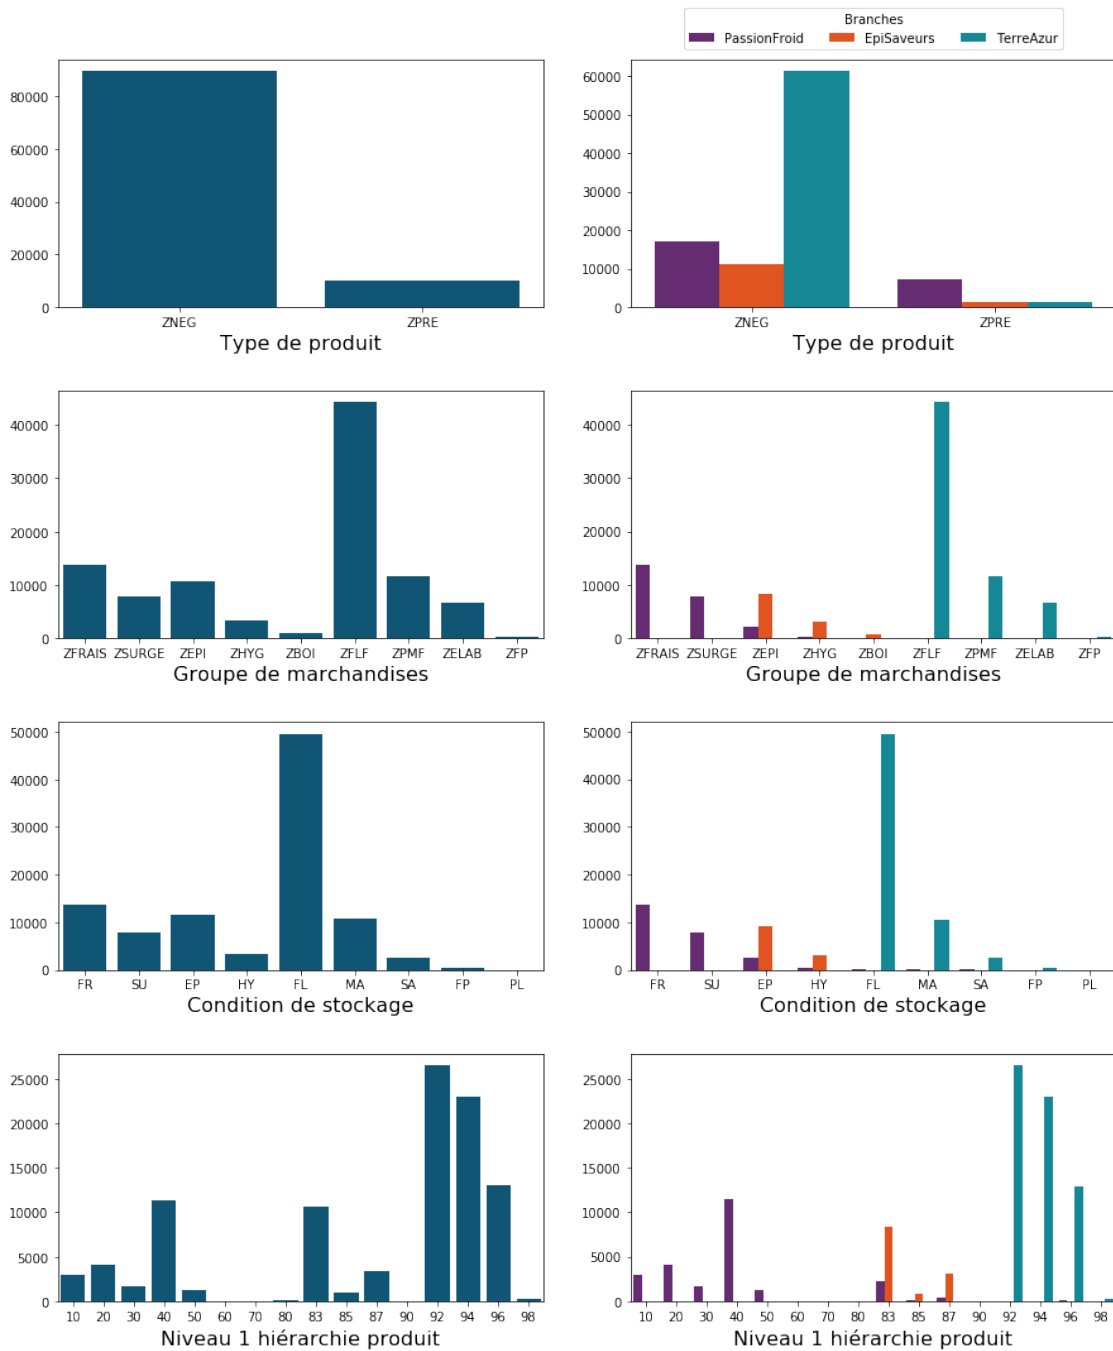 Branches
PassionFroid EpiSaveurs TerreAzur
80000
60000
40000
20000
0
ZNEG ZPRE
Type de produit
60000
50000
40000
30000
20000
10000
0
ZNEG ZPRE
Type de produit
40000
30000
20000
10000
0
ZFRAIS ZSURGE ZEPI ZHYG ZBOI ZFLF ZPMF ZELAB ZFP
Groupe de marchandises
40000
30000
20000
10000
0
ZFRAIS ZSURGE ZEPI ZHYG ZBOI ZFLF ZPMF ZELAB ZFP
Groupe de marchandises
50000
40000
30000
20000
10000
0
FR SU EP HY FL MA SA FP PL
Condition de stockage
50000
40000
30000
20000
10000
0
FR SU EP HY FL MA SA FP PL
Condition de stockage
25000
20000
15000
10000
5000
0
10 20 30 40 50 60 70 80 83 85 87 90 92 94 96 98
Niveau 1 hiérarchie produit
25000
20000
15000
10000
5000
0
10 20 30 40 50 60 70 80 83 85 87 90 92 94 96 98
Niveau 1 hiérarchie produit